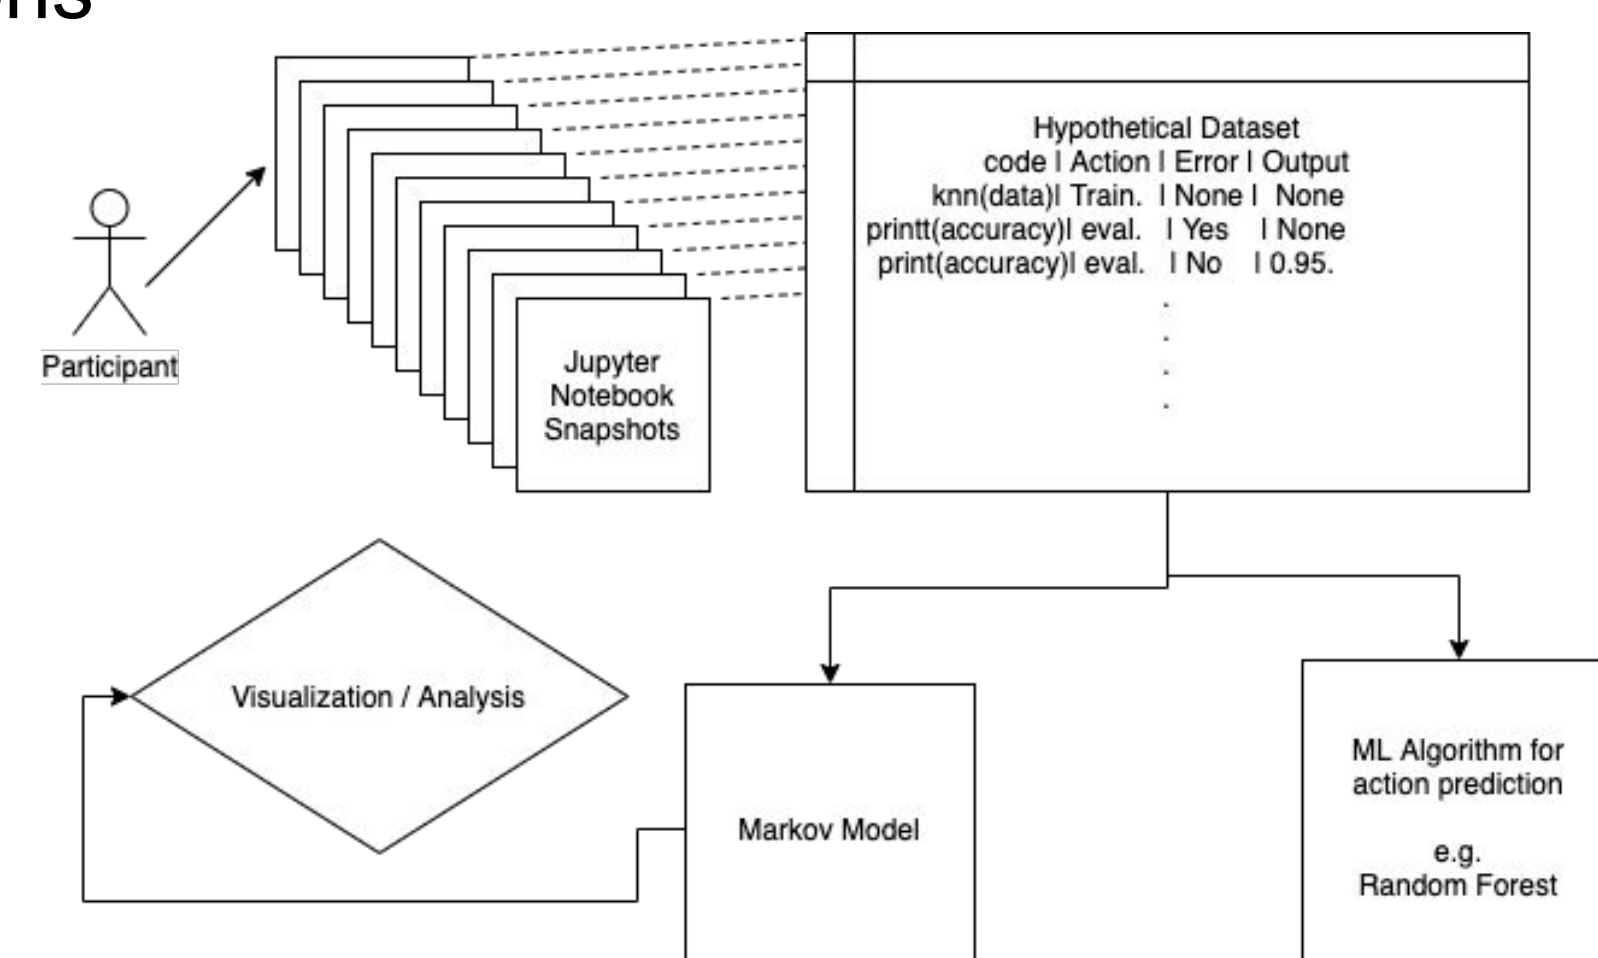 ns
Hypothetical Dataset
code | Action | Error | Output
knn(data)| Train. | None | None
printt(accuracy)| eval. | Yes | None
print(accuracy)| eval. | No | 0.95.
.
.
.
.
Participant
Jupyter
Notebook
Snapshots
Visualization / Analysis
Markov Model
ML Algorithm for
action prediction
e.g.
Random Forest